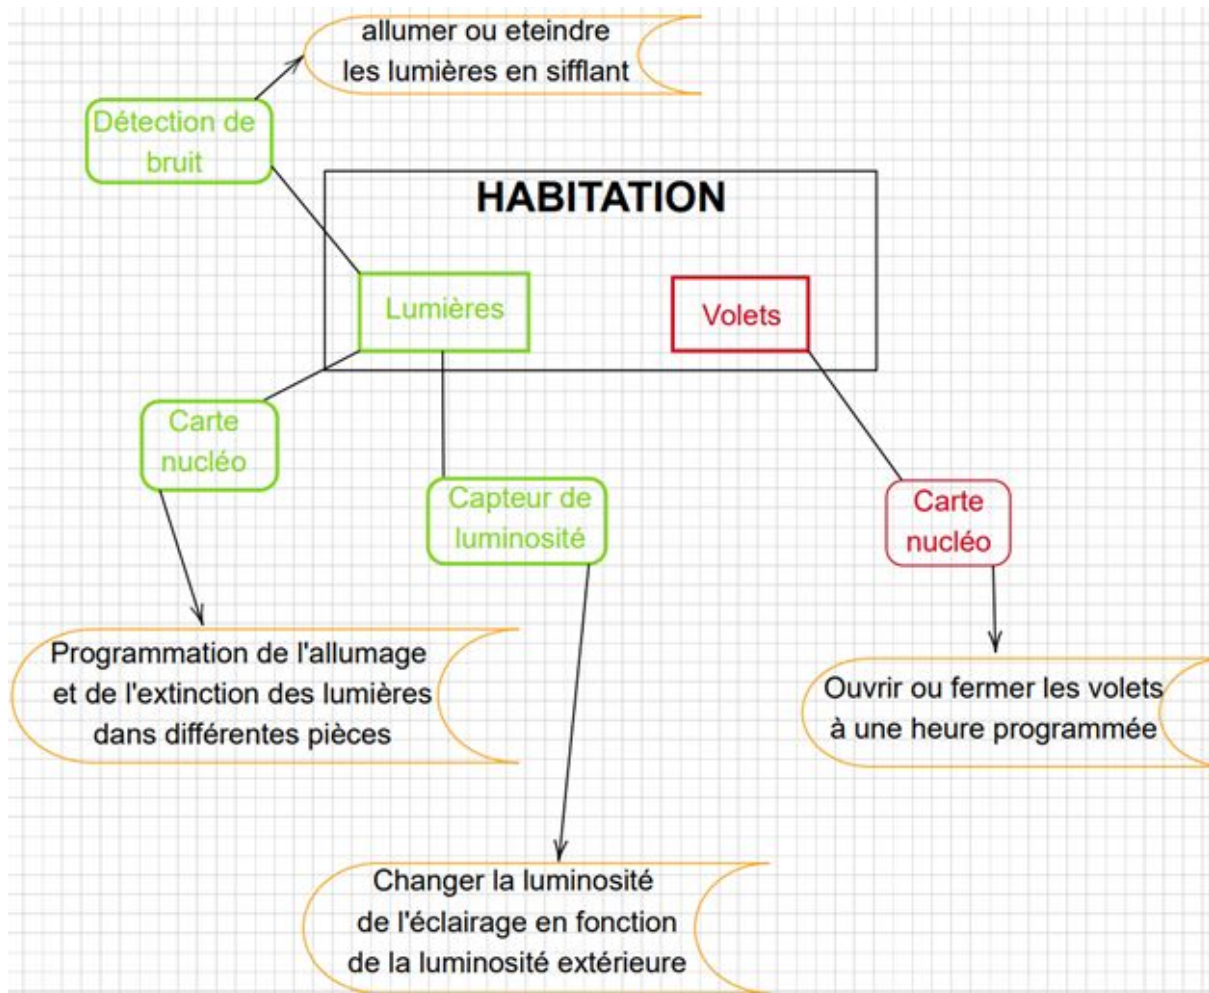 allumer ou eteindre
les lumières en sifflant
Détection de
bruit
HABITATION
Lumières
Volets
Carte
nucléo
Capteur de
luminosité
Carte
nucléo
Programmation de l'allumage
et de l'extinction des lumières
dans différentes pièces
Ouvrir ou fermer les volets
à une heure programmée
Changer la luminosité
de l'éclairage en fonction
de la luminosité extérieure